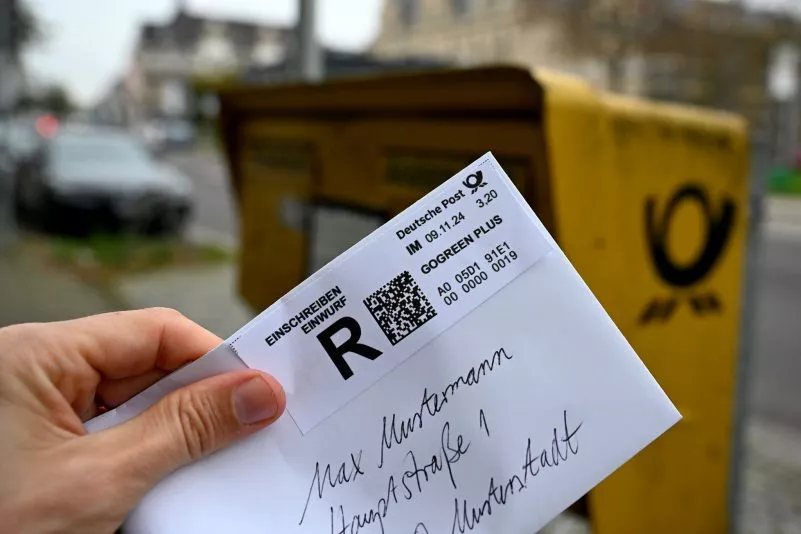 Deutsche Post
IM 09.11.24 3,20
GOGREEN PLUS
A0 05D1 91E1
00 0000 0019
EINSCHREIBEN
EINWURF
R
Max Mustermann
Hauptstraße 1
Musterstadt